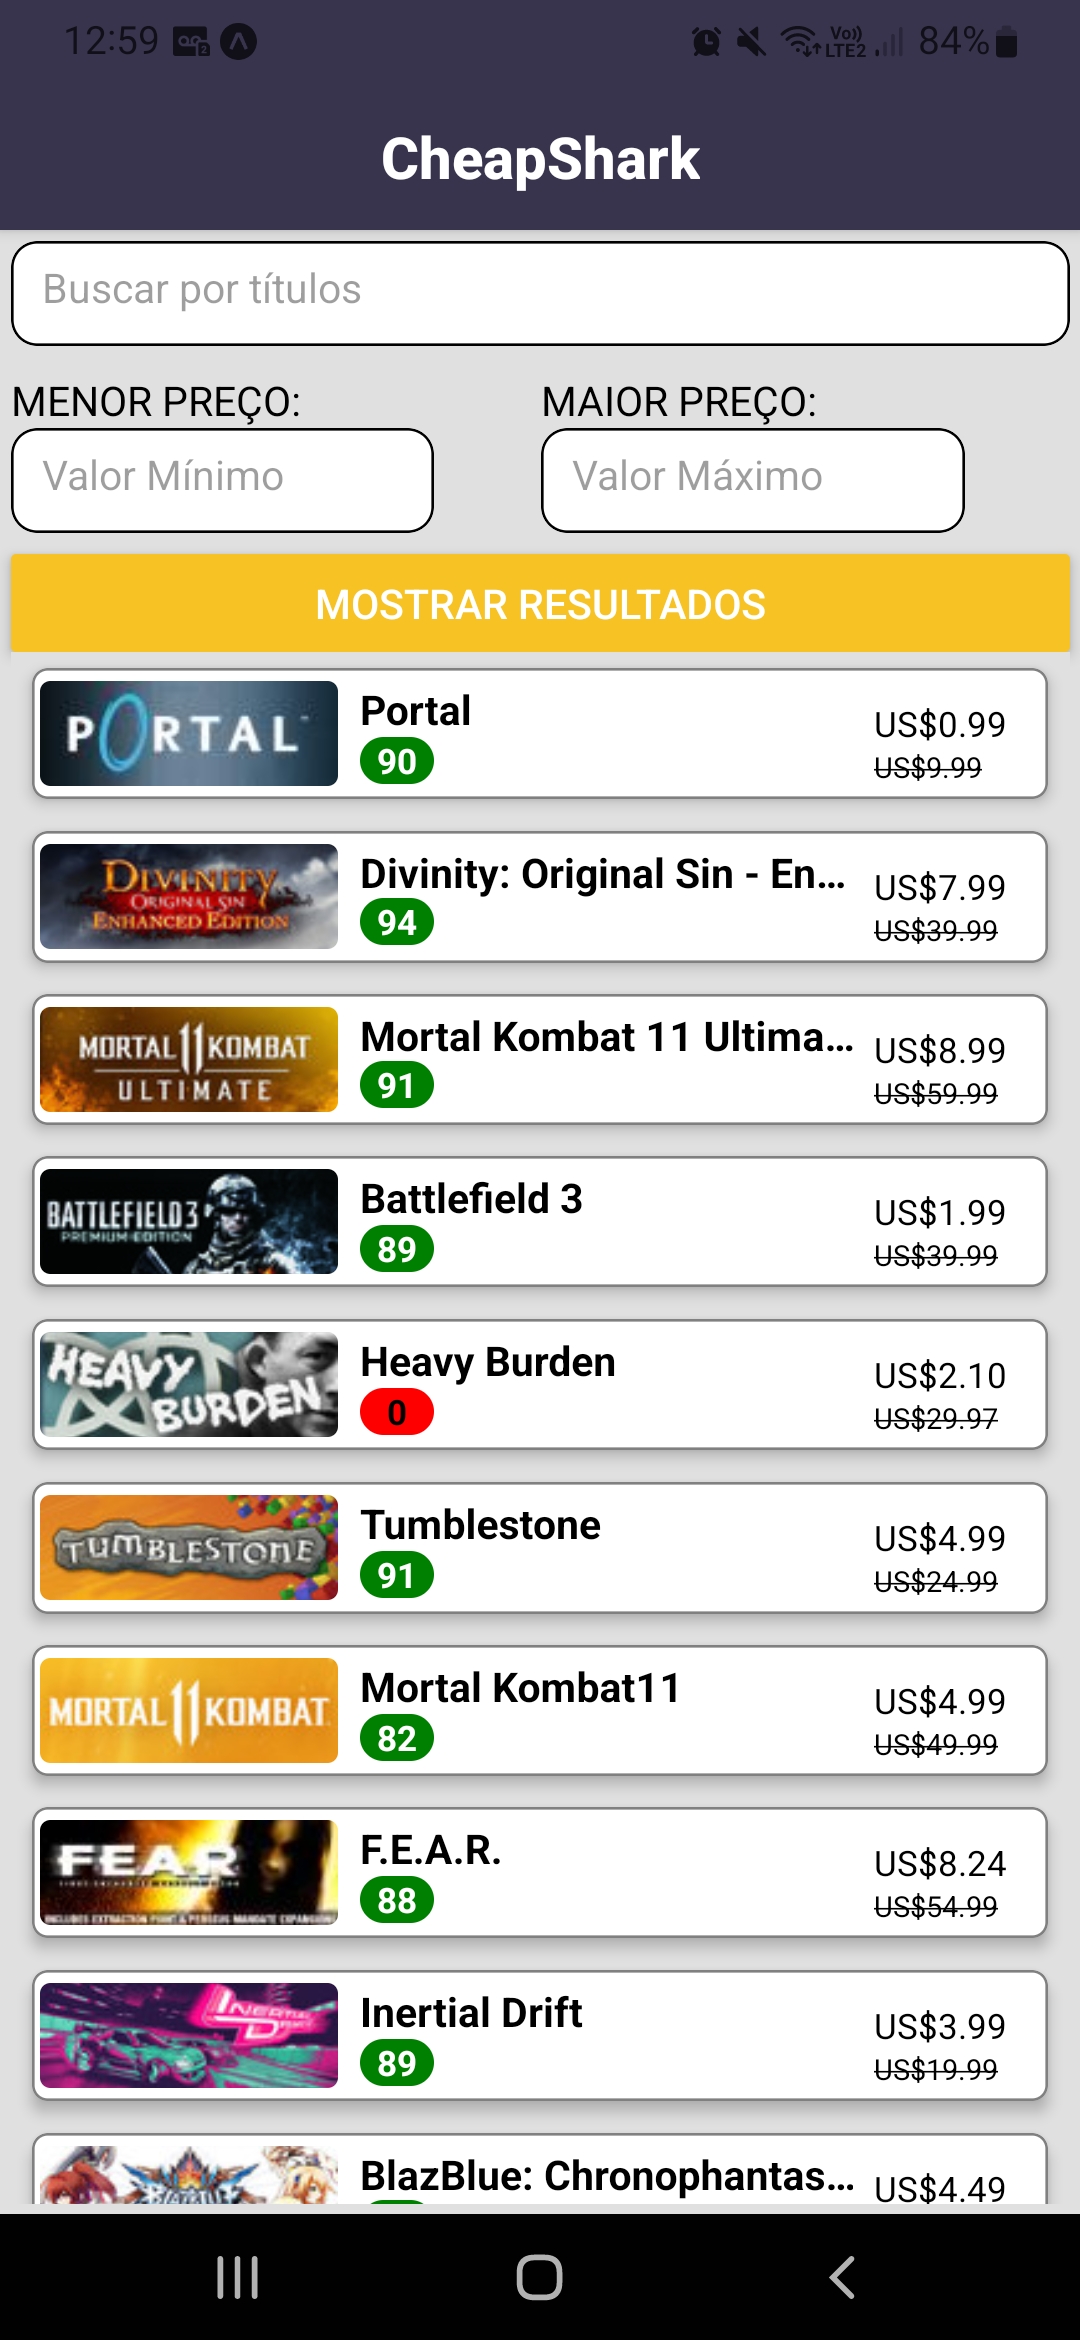 12:59
Vo))
LTE2
84%
CheapShark
Buscar por títulos
MENOR PREÇO:
MAIOR PREÇO:
Valor Mínimo
Valor Máximo
MOSTRAR RESULTADOS
PORTAL
Portal
90
US$0.99
US$9.99
DIVINITY
ORIGINAL SIN
ENHANCED EDITION
Divinity: Original Sin - En...
94
US$7.99
US$39.99
MORTAL 11 KOMBAT
ULTIMATE
Mortal Kombat 11 Ultima...
91
US$8.99
US$59.99
BATTLEFIELD 3
PREMIUM EDITION
Battlefield 3
89
US$1.99
US$39.99
HEAVY
BURDEN
Heavy Burden
0
US$2.10
US$29.97
TUMBLESTONE
Tumblestone
91
US$4.99
US$24.99
MORTAL 11 KOMBAT
Mortal Kombat11
82
US$4.99
US$49.99
FEAR
F.E.A.R.
88
US$8.24
US$54.99
INERTIAL
Inertial Drift
89
US$3.99
US$19.99
BlazBlue: Chronophantas...
US$4.49